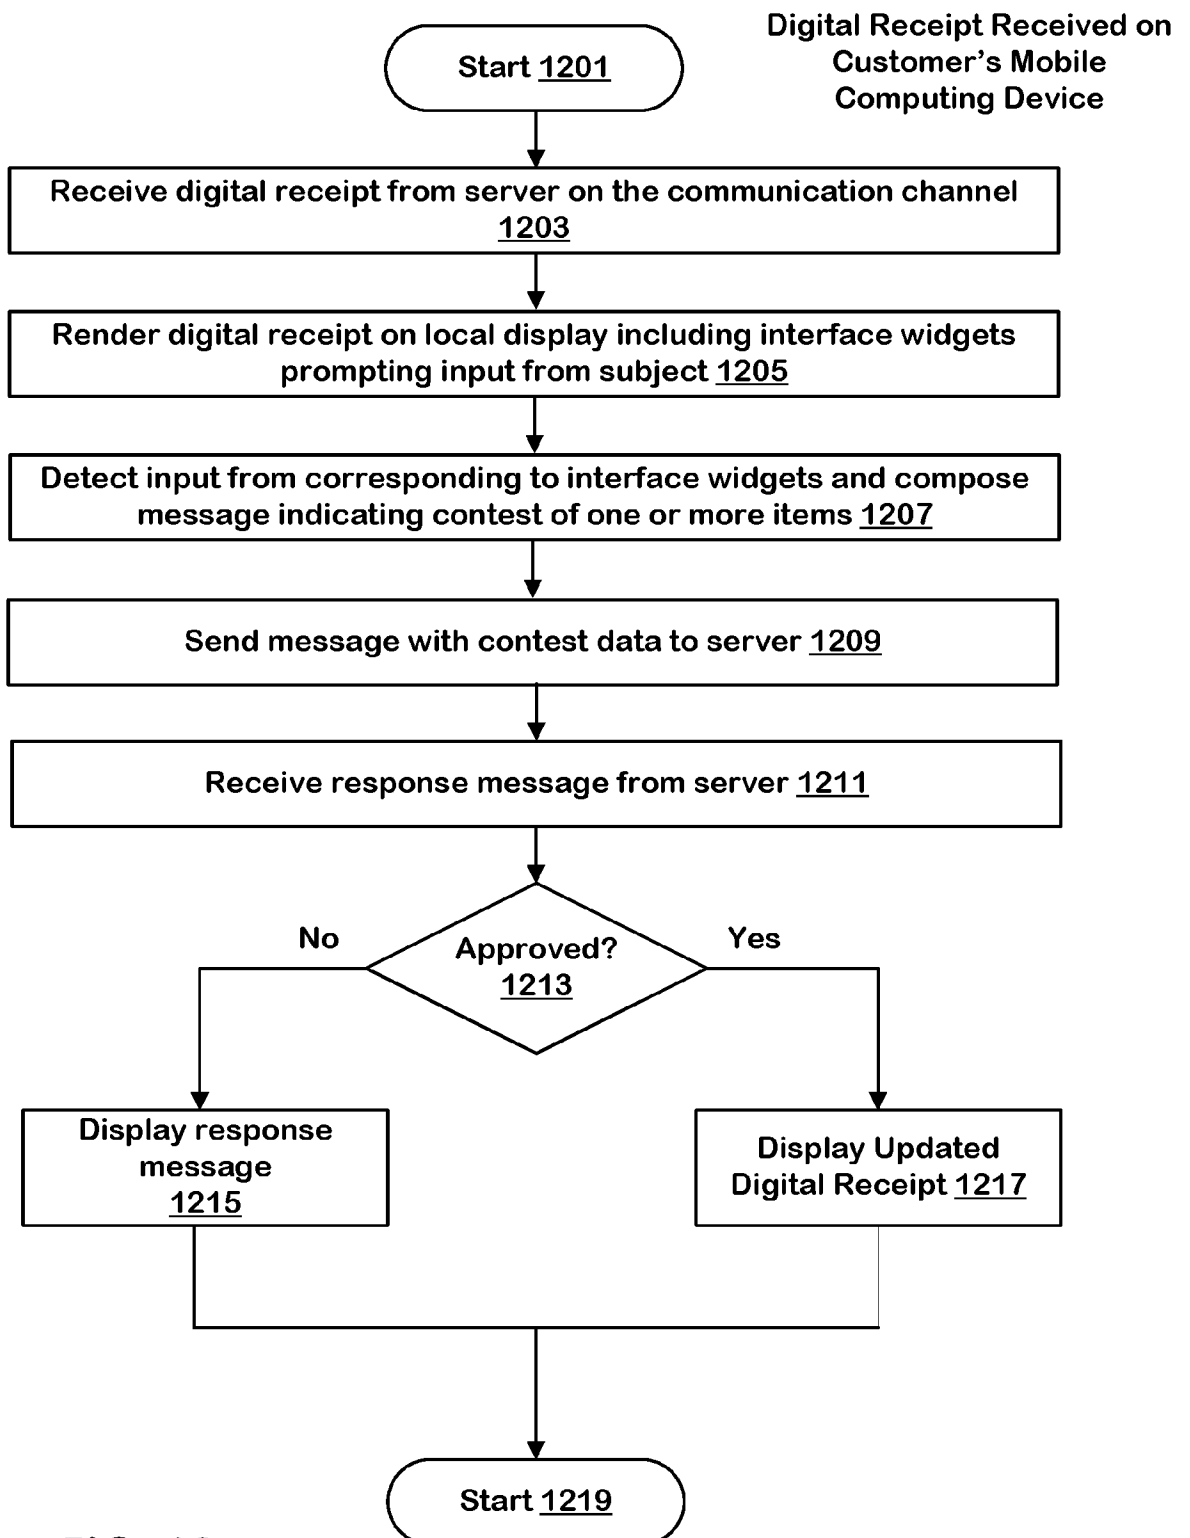 Digital Receipt Received on
Customer's Mobile
Computing Device
Start 1201
Receive digital receipt from server on the communication channel
1203
Render digital receipt on local display including interface widgets
prompting input from subject 1205
Detect input from corresponding to interface widgets and compose
message indicating contest of one or more items 1207
Send message with contest data to server 1209
Receive response message from server 1211
No
Approved?
1213
Yes
Display response
message
1215
Display Updated
Digital Receipt 1217
Start 1219